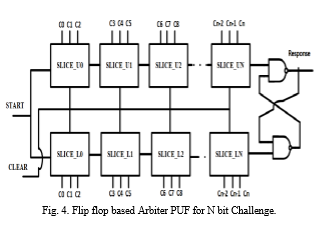 C0 C1 C2 C3 C4 C5 C6 C7 C8 Cn-2 Cn-1 Cn
Response
SLICE_U0 SLICE_U1 SLICE_U2 SLICE_UN
START
CLEAR
SLICE_L0 SLICE_L1 SLICE_L2 SLICE_LN
C0 C1 C2 C3 C4 C5 C6 C7 C8 Cn-2 Cn-1 Cn
Fig. 4. Flip flop based Arbiter PUF for N bit Challenge.